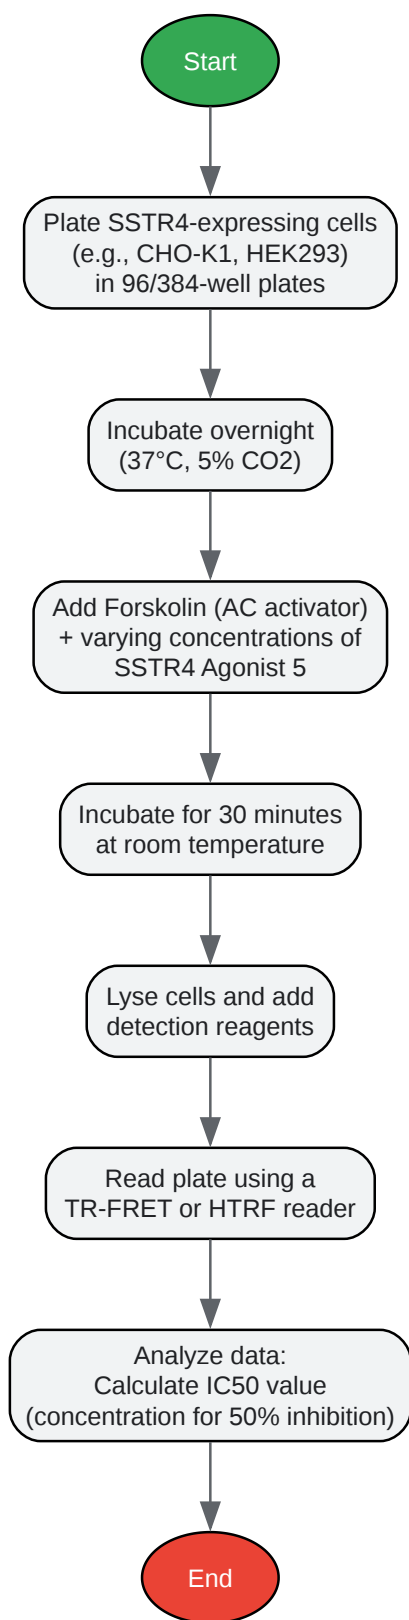 Start
Plate SSTR4-expressing cells
(e.g., CHO-K1, HEK293)
in 96/384-well plates
Incubate overnight
(37°C, 5% CO2)
Add Forskolin (AC activator)
+ varying concentrations of
SSTR4 Agonist 5
Incubate for 30 minutes
at room temperature
Lyse cells and add
detection reagents
Read plate using a
TR-FRET or HTRF reader
Analyze data:
Calculate IC50 value
(concentration for 50% inhibition)
End